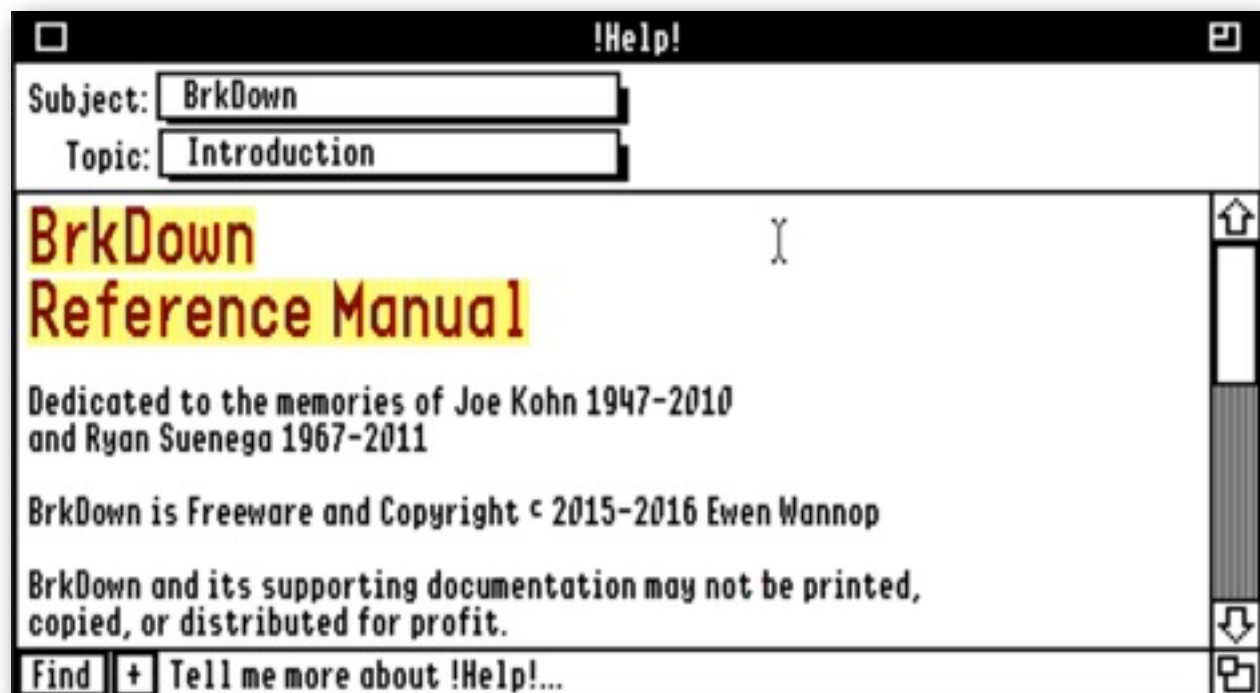 !Help!
Subject: BrkDown
Topic: Introduction
BrkDown
Reference Manual
Dedicated to the memories of Joe Kohn 1947-2010
and Ryan Suenega 1967-2011
BrkDown is Freeware and Copyright c 2015-2016 Ewen Wannop
BrkDown and its supporting documentation may not be printed,
copied, or distributed for profit.
Find + Tell me more about !Help!...